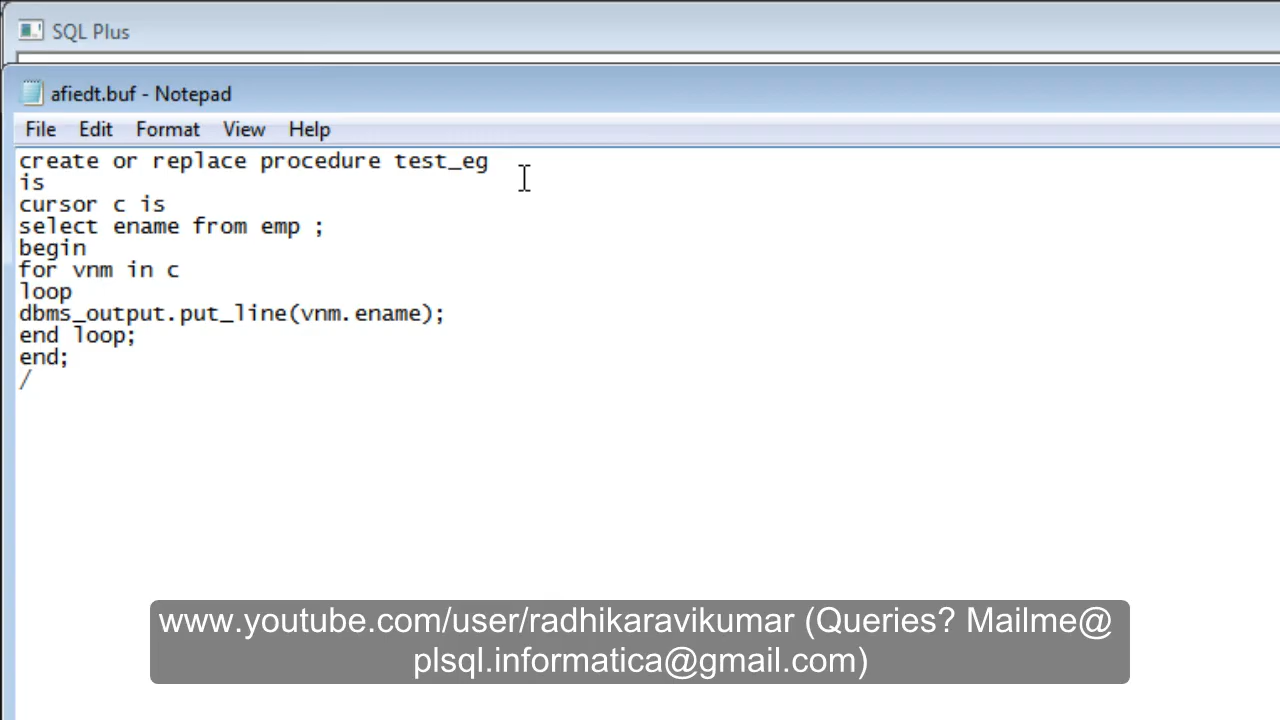 SQL Plus
afiedt.buf - Notepad
File Edit Format View Help
create or replace procedure test_eg
is
cursor c is
select ename from emp ;
begin
for vnm in c
loop
dbms_output.put_line(vnm.ename);
end loop;
end;
/
www.youtube.com/user/radhikaravikumar (Queries? Mailme@
plsql.informatica@gmail.com)